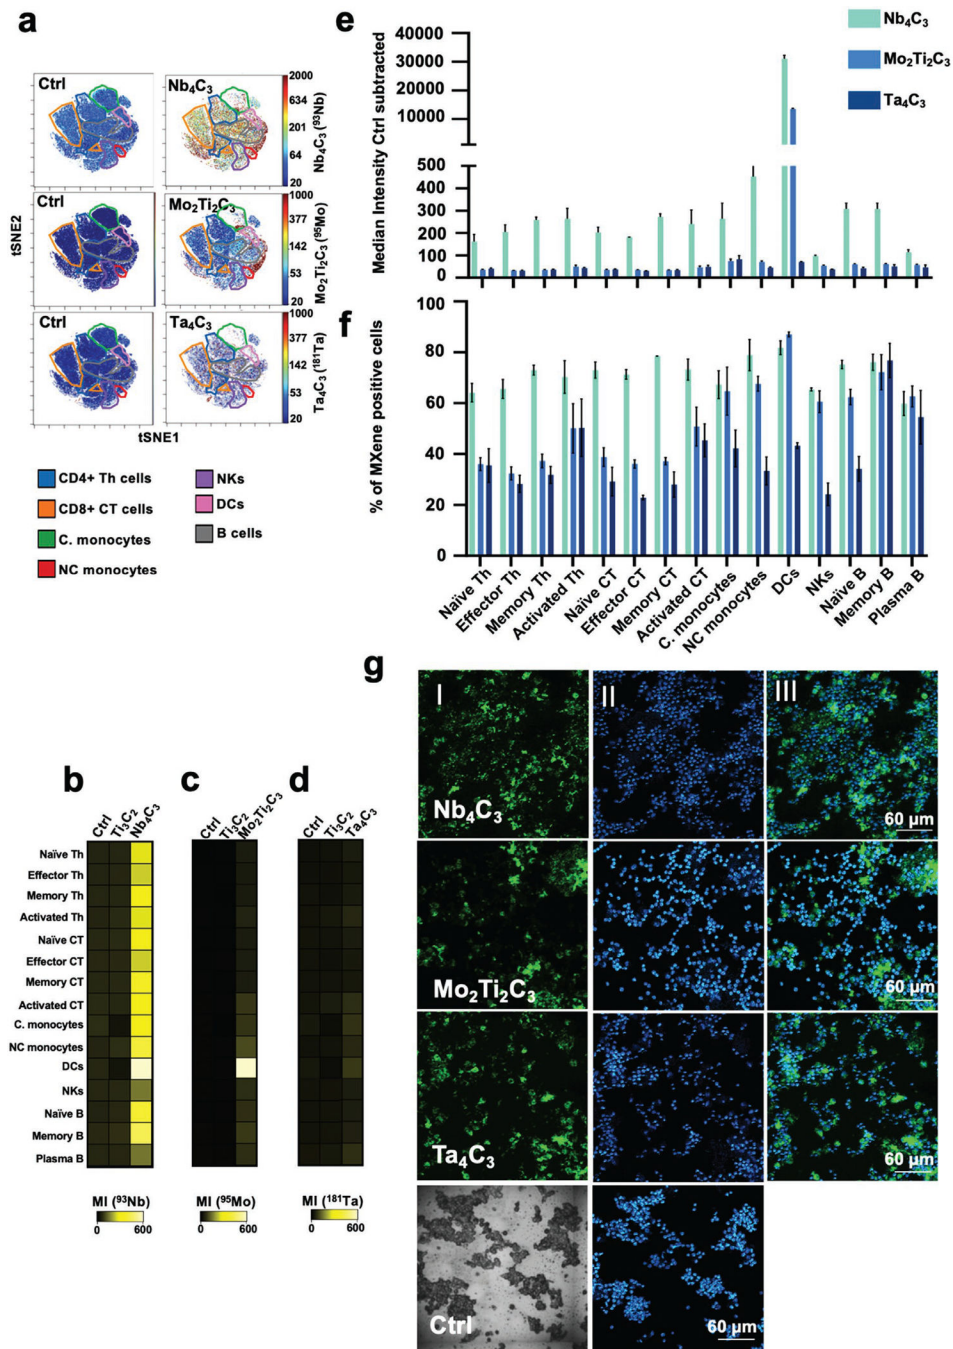 a
Ctrl
Nb₄C₃
2000
634
201
64
20
Nb₄C₃ (⁹³Nb)
Ctrl
Mo₂Ti₂C₃
1000
377
142
53
20
Mo₂Ti₂C₃ (⁹⁵Mo)
Ctrl
Ta₄C₃
1000
377
142
53
20
Ta₄C₃ (¹⁸¹Ta)
tSNE2
tSNE1
CD4+ Th cells
CD8+ CT cells
C. monocytes
NC monocytes
NKs
DCs
B cells
e
Median Intensity Ctrl subtracted
40000
30000
20000
10000
500
400
300
200
100
0
Nb₄C₃
Mo₂Ti₂C₃
Ta₄C₃
f
% of MXene positive cells
100
80
60
40
20
0
Naïve Th
Effector Th
Memory Th
Activated Th
Naïve CT
Effector CT
Memory CT
Activated CT
C. monocytes
NC monocytes
DCs
NKs
Naïve B
Memory B
Plasma B
b
Ctrl
Ti₃C₂
Nb₄C₃
c
Ctrl
Ti₃C₂
Mo₂Ti₂C₃
d
Ctrl
Ti₃C₂
Ta₄C₃
Naïve Th
Effector Th
Memory Th
Activated Th
Naïve CT
Effector CT
Memory CT
Activated CT
C. monocytes
NC monocytes
DCs
NKs
Naïve B
Memory B
Plasma B
MI (⁹³Nb)
0 600
MI (⁹⁵Mo)
0 600
MI (¹⁸¹Ta)
0 600
g
I
II
III
Nb₄C₃
60 µm
Mo₂Ti₂C₃
60 µm
Ta₄C₃
60 µm
Ctrl
60 µm